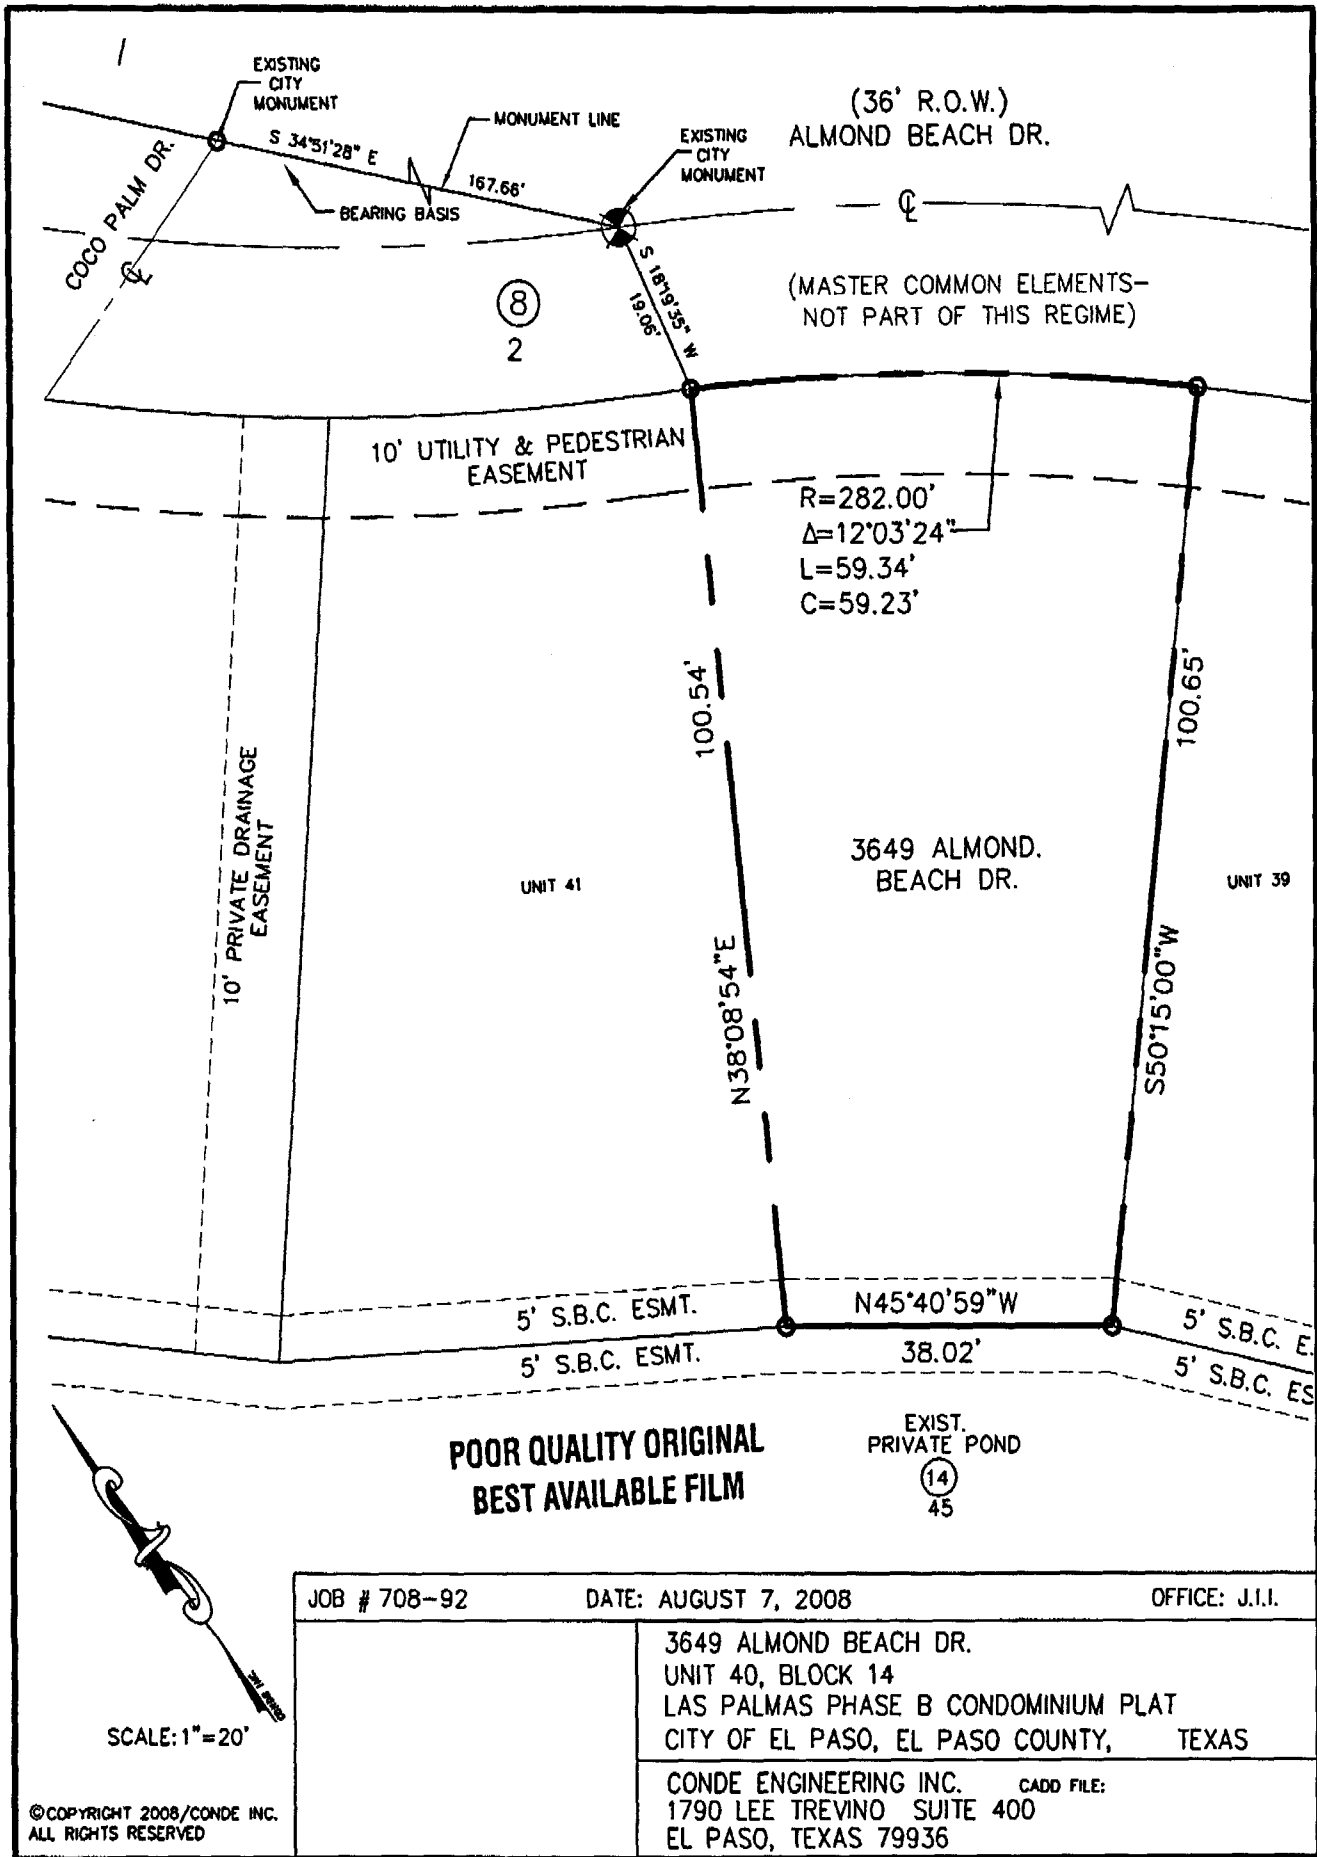 EXISTING
CITY
MONUMENT
S 34°51'28" E
MONUMENT LINE
167.66'
BEARING BASIS
EXISTING
CITY
MONUMENT
(36' R.O.W.)
ALMOND BEACH DR.
COCO PALM DR.
S 18°19'35" W
19.06'
8
2
(MASTER COMMON ELEMENTS-
NOT PART OF THIS REGIME)
10' UTILITY & PEDESTRIAN
EASEMENT
R=282.00'
Δ=12°03'24"
L=59.34'
C=59.23'
100.54'
100.65'
10' PRIVATE DRAINAGE
EASEMENT
UNIT 41
3649 ALMOND.
BEACH DR.
UNIT 39
N38°08'54"E
S50°15'00"W
5' S.B.C. ESMT.
N45°40'59"W
5' S.B.C. E.
5' S.B.C. ESMT.
38.02'
5' S.B.C. ES
POOR QUALITY ORIGINAL
BEST AVAILABLE FILM
EXIST.
PRIVATE POND
14
45
JOB # 708-92 DATE: AUGUST 7, 2008 OFFICE: J.I.I.
3649 ALMOND BEACH DR.
UNIT 40, BLOCK 14
LAS PALMAS PHASE B CONDOMINIUM PLAT
CITY OF EL PASO, EL PASO COUNTY, TEXAS
SCALE: 1"=20'
CONDE ENGINEERING INC. CADD FILE:
1790 LEE TREVINO SUITE 400
EL PASO, TEXAS 79936
©COPYRIGHT 2008/CONDE INC.
ALL RIGHTS RESERVED